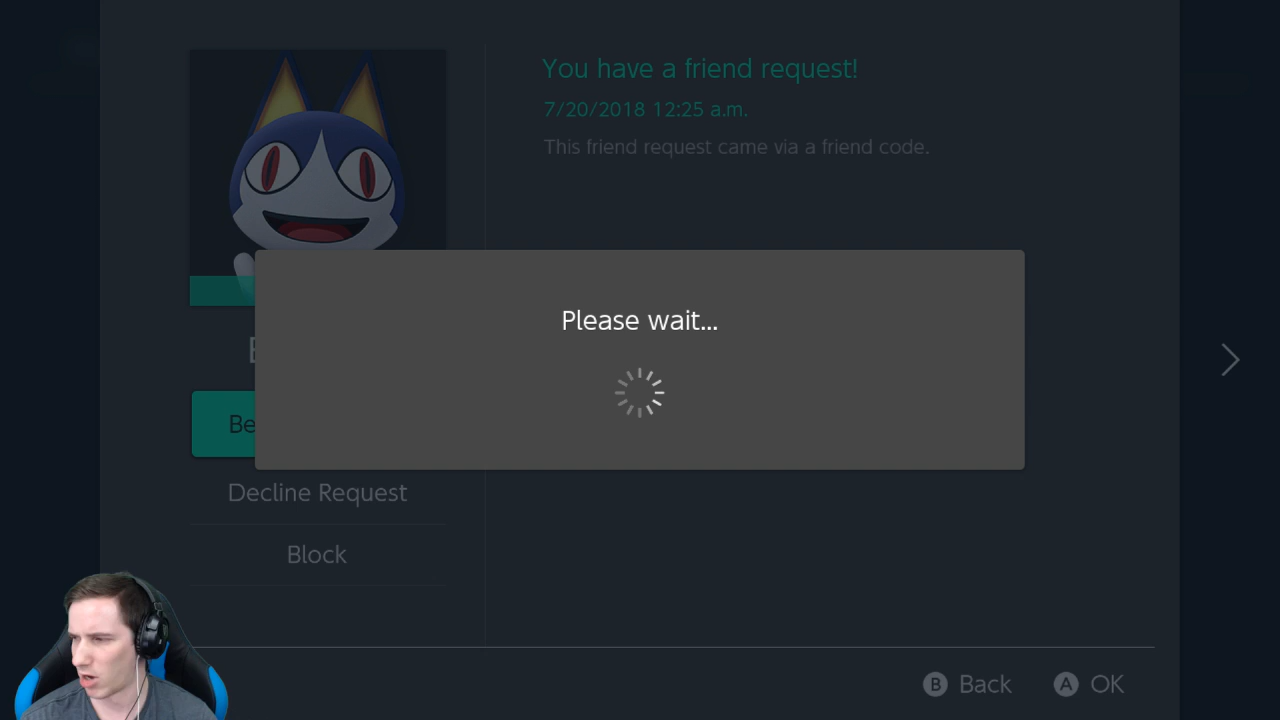 You have a friend request!
7/20/2018 12:25 a.m.
This friend request came via a friend code.
Please wait...
Decline Request
Block
B Back
A OK